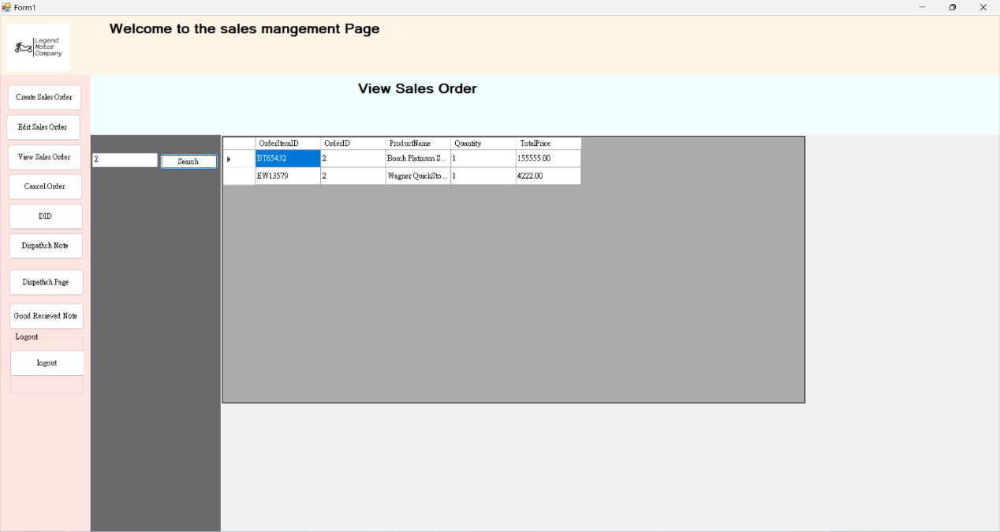 Form1
Legend
Motor
Company
Welcome to the sales mangement Page
View Sales Order
Create Sales Order
Edit Sales Order
View Sales Order
Cancel Order
DID
Dispathch Note
Dispathch Page
Good Recieved Note
Logout
logout
2
Search
OrderItemID OrderID ProductName Quantity TotalPrice
BT65432 2 Bosch Platinum S... 1 155555.00
EW13579 2 Wagner QuickSto... 1 4222.00